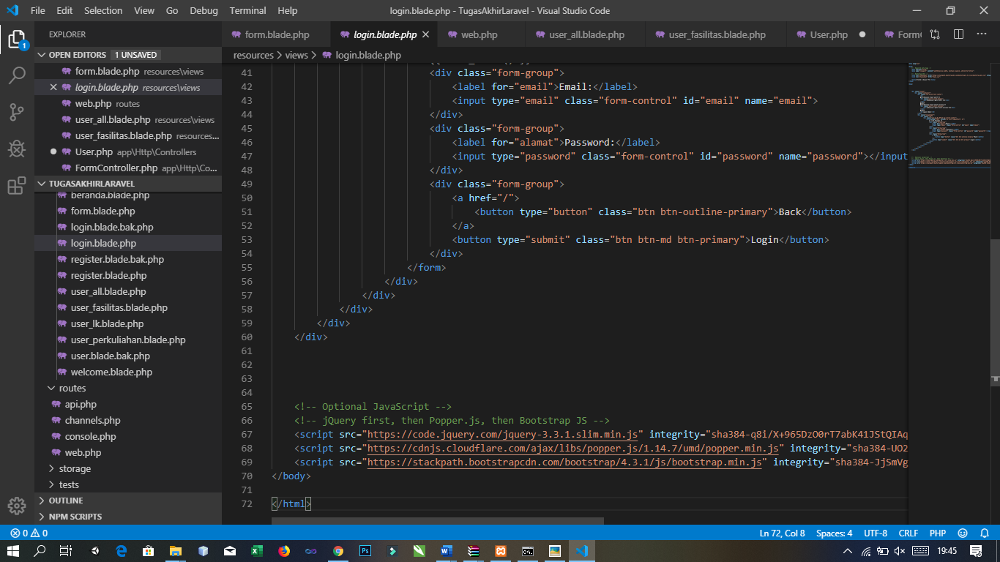 File Edit Selection View Go Debug Terminal Help
login.blade.php - TugasAkhirLaravel - Visual Studio Code
EXPLORER
form.blade.php
login.blade.php
web.php
user_all.blade.php
user_fasilitas.blade.php
User.php
resources > views > login.blade.php
1
OPEN EDITORS 1 UNSAVED
form.blade.php resources\views
login.blade.php resources\views
web.php routes
user_all.blade.php resources\views
user_fasilitas.blade.php resources...
User.php app\Http\Controllers
FormController.php app\Http\Co...
TUGASAKHIRLARAVEL
beranda.blade.php
form.blade.php
login.blade.bak.php
login.blade.php
register.blade.bak.php
register.blade.php
user_all.blade.php
user_fasilitas.blade.php
user_lk.blade.php
user_perkuliahan.blade.php
user.blade.bak.php
welcome.blade.php
routes
api.php
channels.php
console.php
web.php
storage
tests
OUTLINE
NPM SCRIPTS
41 <div class="form-group">
42 <label for="email">Email:</label>
43 <input type="email" class="form-control" id="email" name="email">
44 </div>
45 <div class="form-group">
46 <label for="alamat">Password:</label>
47 <input type="password" class="form-control" id="password" name="password"></input
48 </div>
49 <div class="form-group">
50 <a href="/">
51 <button type="button" class="btn btn-outline-primary">Back</button>
52 </a>
53 <button type="submit" class="btn btn-md btn-primary">Login</button>
54 </div>
55 </form>
56 </div>
57 </div>
58 </div>
59 </div>
60 </div>
61
62
63
64
65 <!-- Optional JavaScript -->
66 <!-- jQuery first, then Popper.js, then Bootstrap JS -->
67 <script src="https://code.jquery.com/jquery-3.3.1.slim.min.js" integrity="sha384-q8i/X+965DzO0rT7abK41JStQIAq
68 <script src="https://cdnjs.cloudflare.com/ajax/libs/popper.js/1.14.7/umd/popper.min.js" integrity="sha384-UO2
69 <script src="https://stackpath.bootstrapcdn.com/bootstrap/4.3.1/js/bootstrap.min.js" integrity="sha384-JjSmVg
70 </body>
71
72 </html>
0 0 Ln 72, Col 8 Spaces: 4 UTF-8 CRLF PHP
19:45